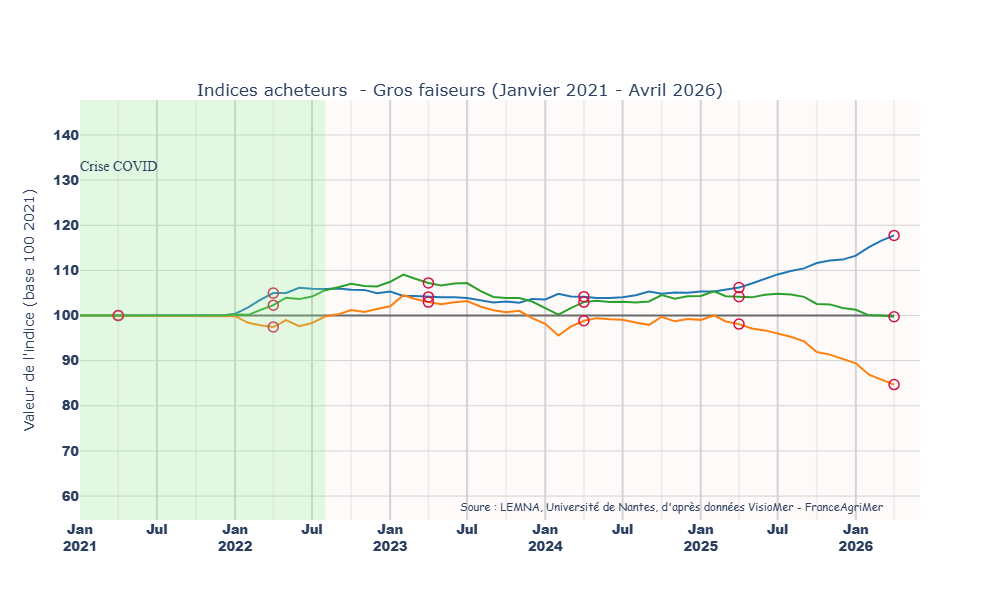 Indices acheteurs - Gros faiseurs (Janvier 2021 - Avril 2026)
Valeur de l'indice (base 100 2021)
140
130
120
110
100
90
80
70
60
Crise COVID
Soure : LEMNA, Université de Nantes, d'après données VisioMer - FranceAgriMer
Jan Jul Jan Jul Jan Jul Jan Jul Jan Jul Jan
2021 2022 2023 2024 2025 2026